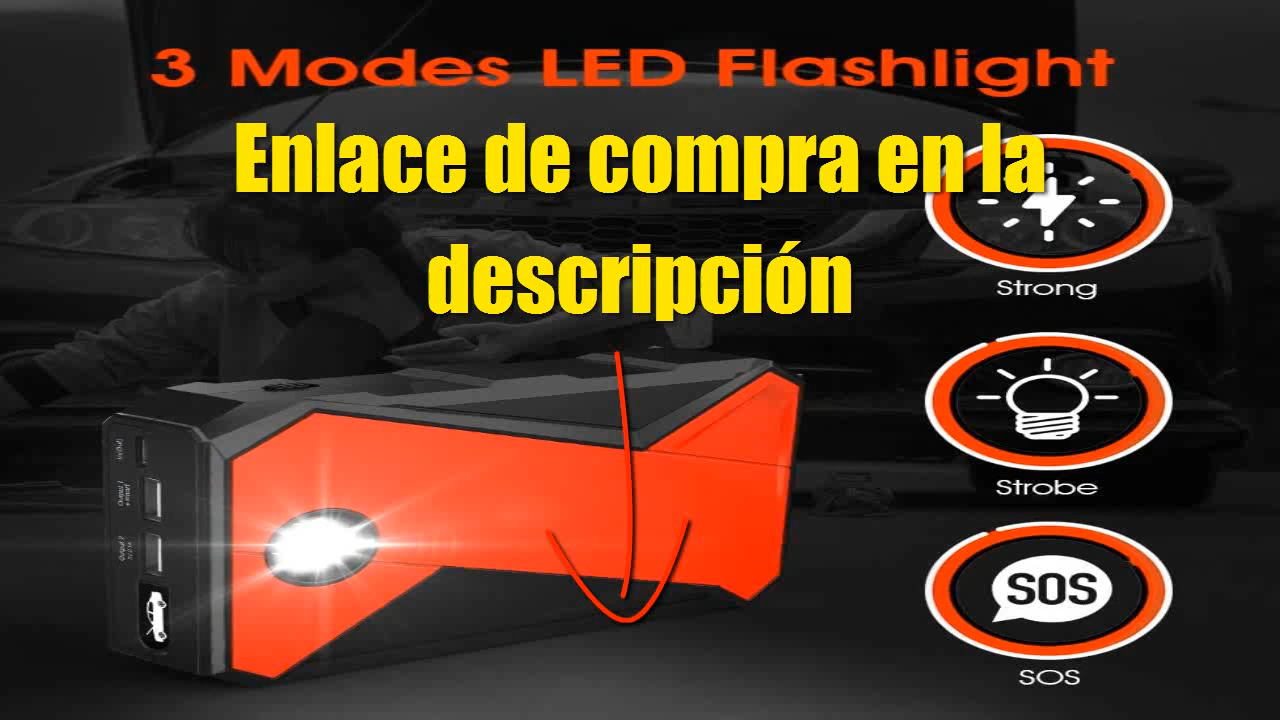 3 Modes LED Flashlight
Enlace de compra en la
descripción
Strong
Strobe
SOS
SOS